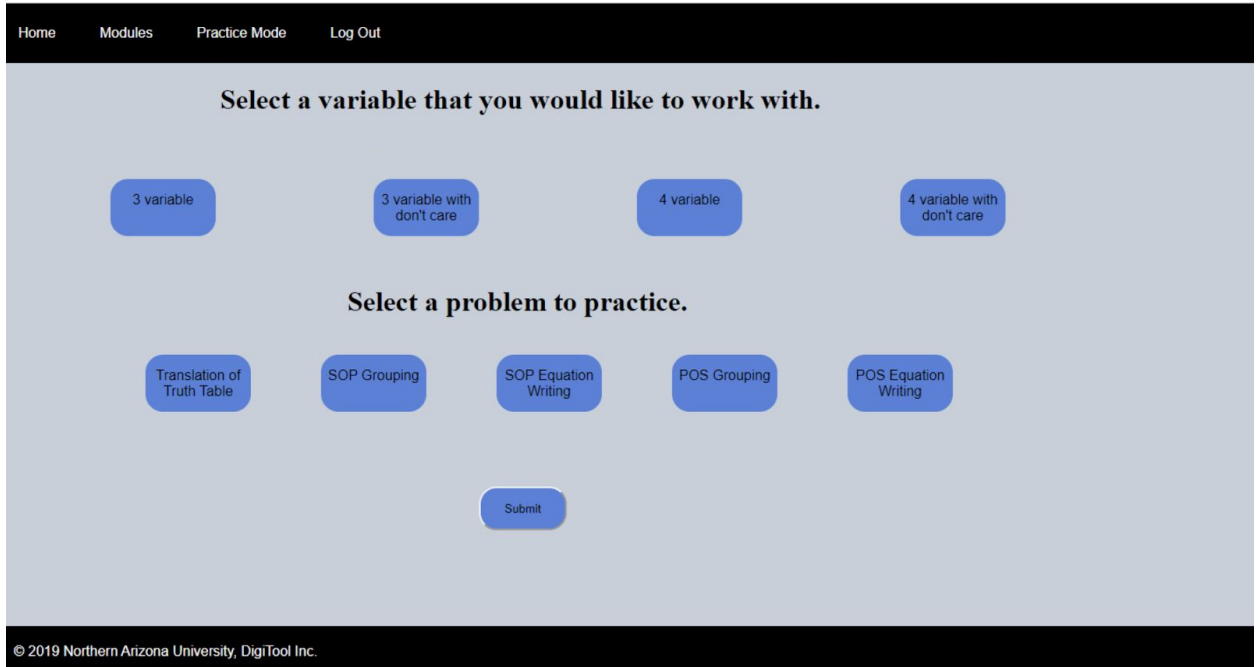 Home Modules Practice Mode Log Out
Select a variable that you would like to work with.
3 variable
3 variable with
don't care
4 variable
4 variable with
don't care
Select a problem to practice.
Translation of
Truth Table
SOP Grouping
SOP Equation
Writing
POS Grouping
POS Equation
Writing
Submit
© 2019 Northern Arizona University, DigiTool Inc.